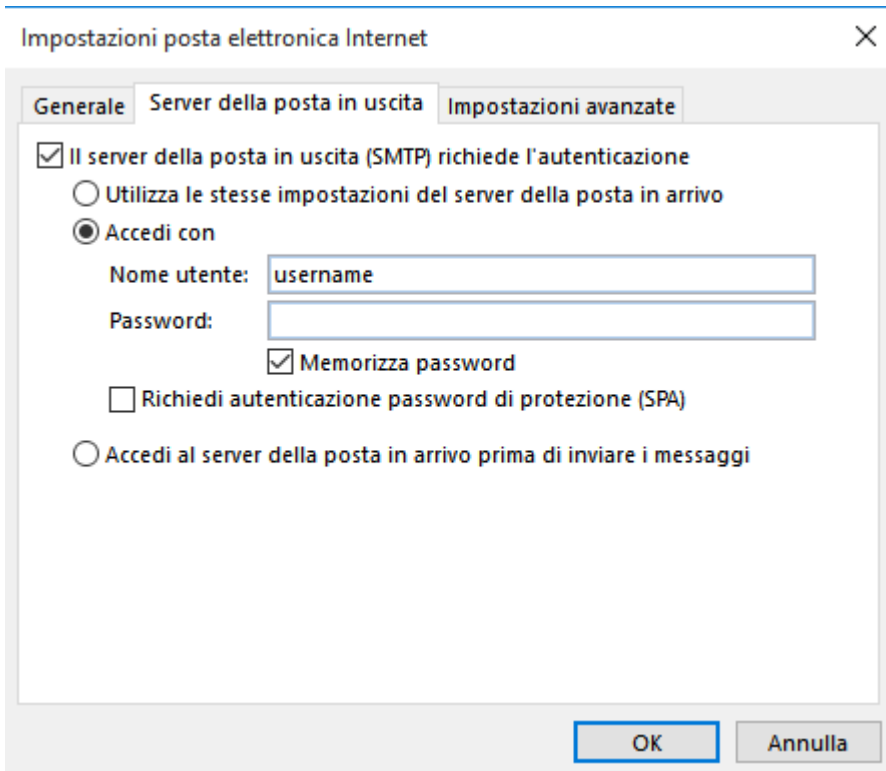 Impostazioni posta elettronica Internet
Generale Server della posta in uscita Impostazioni avanzate
Il server della posta in uscita (SMTP) richiede l'autenticazione
Utilizza le stesse impostazioni del server della posta in arrivo
Accedi con
Nome utente: username
Password:
Memorizza password
Richiedi autenticazione password di protezione (SPA)
Accedi al server della posta in arrivo prima di inviare i messaggi
OK Annulla